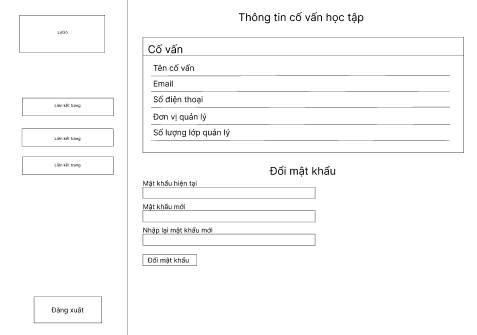 LoGo
Liên kết trang
Liên kết trang
Liên kết trang
Đăng xuất
Thông tin cố vấn học tập
Cố vấn
Tên cố vấn
Email
Số điện thoại
Đơn vị quản lý
Số lượng lớp quản lý
Đổi mật khẩu
Mật khẩu hiện tại
Mật khẩu mới
Nhập lại mật khẩu mới
Đổi mật khẩu